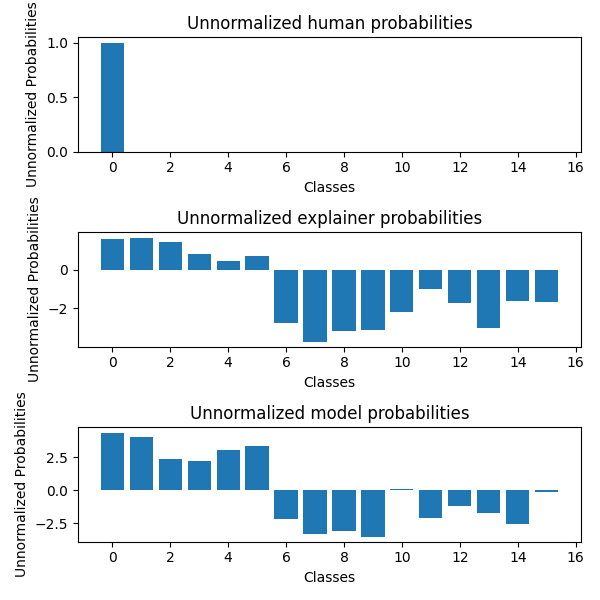 Unnormalized human probabilities
Unnormalized Probabilities
1.0
0.5
0.0
0 2 4 6 8 10 12 14 16
Classes
Unnormalized explainer probabilities
Unnormalized Probabilities
0
−2
0 2 4 6 8 10 12 14 16
Classes
Unnormalized model probabilities
Unnormalized Probabilities
2.5
0.0
−2.5
0 2 4 6 8 10 12 14 16
Classes